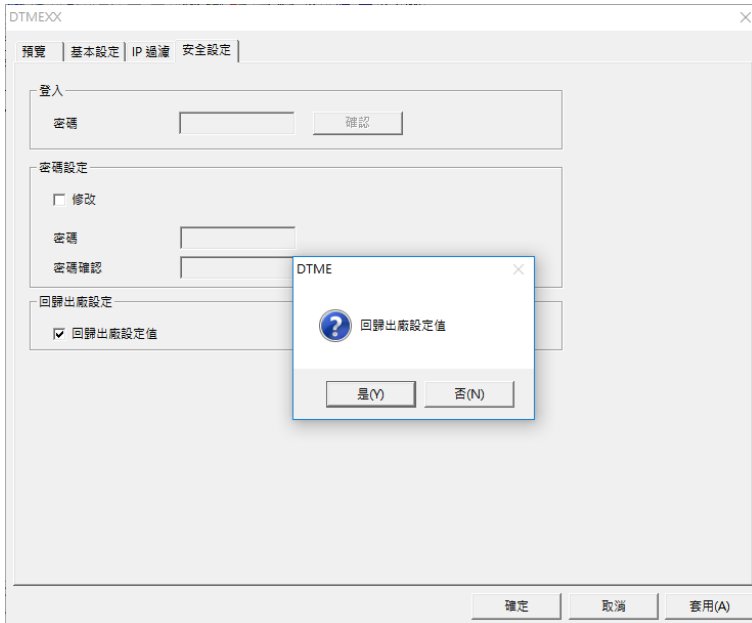 DTMEXX
預覽 基本設定 IP 過濾 安全設定
登入
密碼 確認
密碼設定
修改
密碼
密碼確認
回歸出廠設定
回歸出廠設定值
DTME
回歸出廠設定值
是(Y) 否(N)
確定 取消 套用(A)